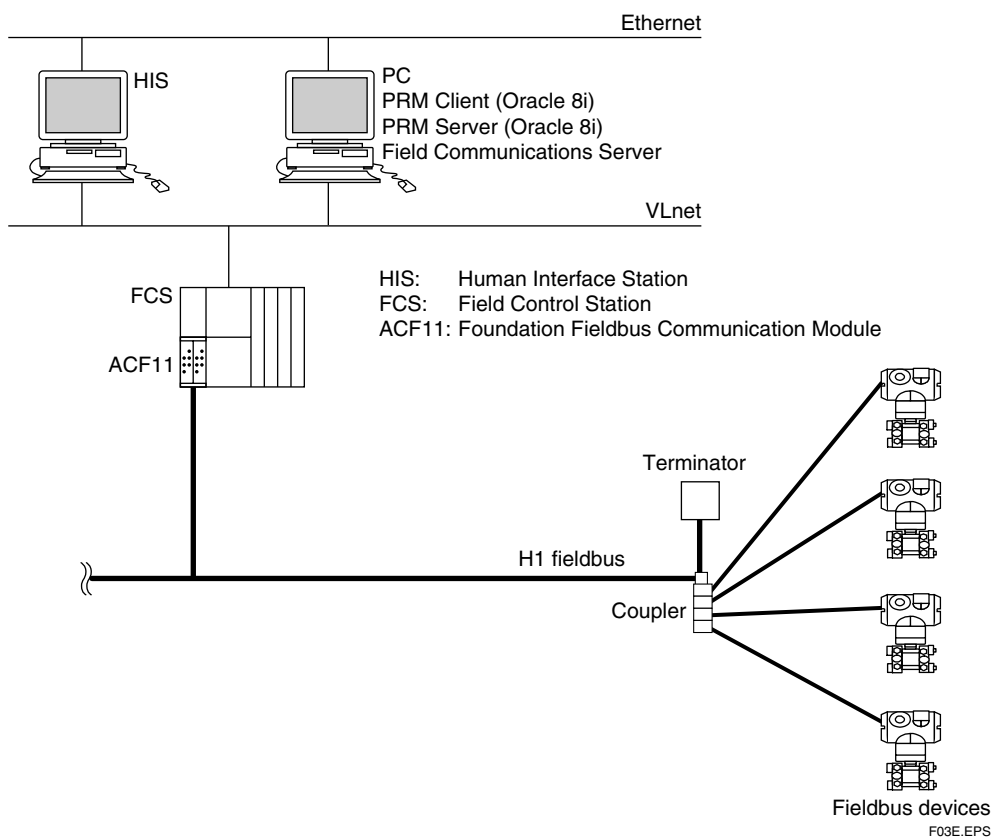 Ethernet
HIS
PC
PRM Client (Oracle 8i)
PRM Server (Oracle 8i)
Field Communications Server
VLnet
HIS: Human Interface Station
FCS: Field Control Station
ACF11: Foundation Fieldbus Communication Module
FCS
ACF11
Terminator
H1 fieldbus
Coupler
Fieldbus devices
F03E.EPS